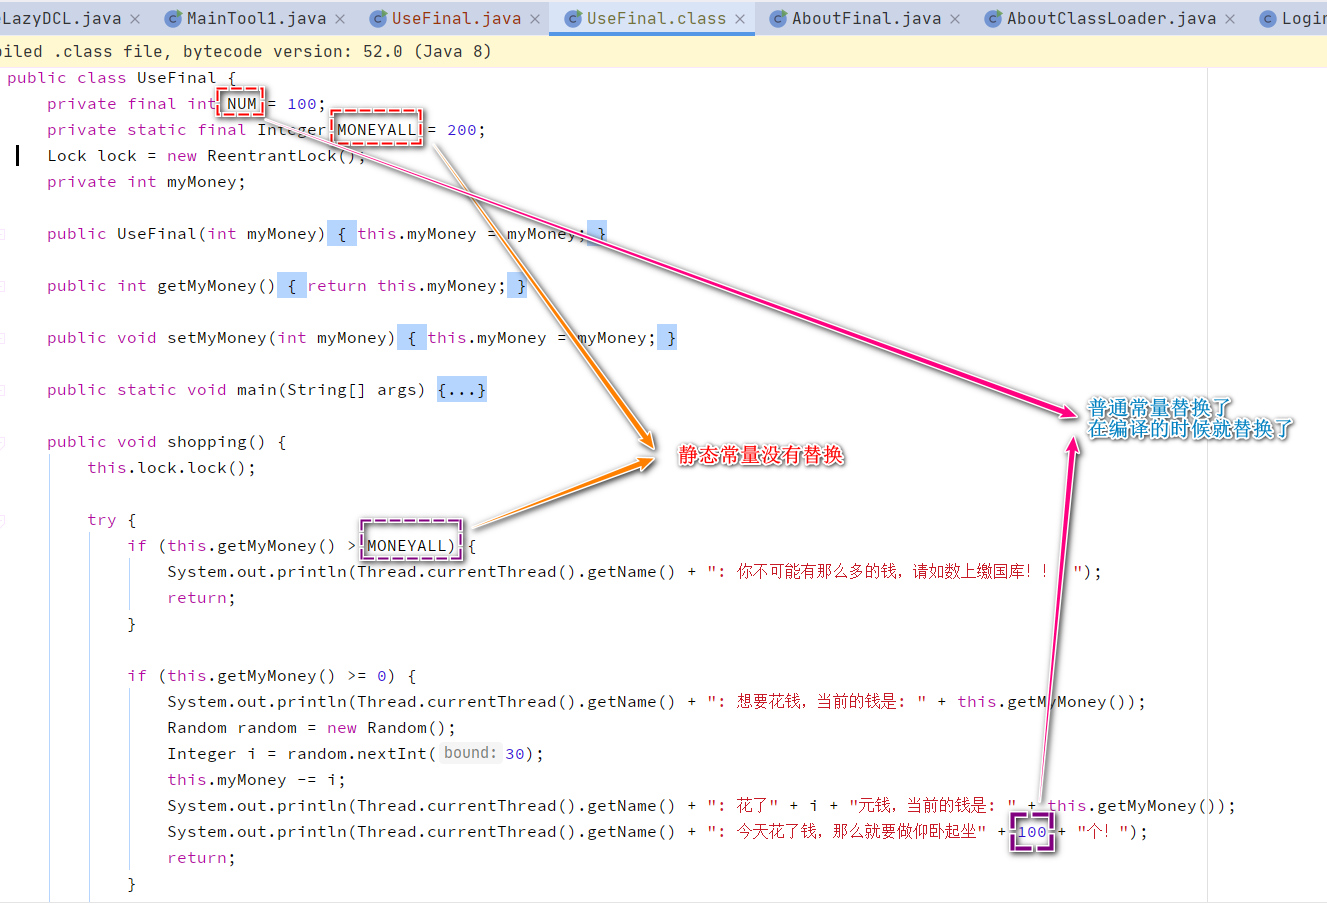 LazyDCL.java × MainTool1.java × UseFinal.java × UseFinal.class × AboutFinal.java × AboutClassLoader.java × Login
piled .class file, bytecode version: 52.0 (Java 8)
public class UseFinal {
private final int NUM = 100;
private static final Integer MONEYALL = 200;
Lock lock = new ReentrantLock();
private int myMoney;
public UseFinal(int myMoney) { this.myMoney = myMoney; }
public int getMyMoney() { return this.myMoney; }
public void setMyMoney(int myMoney) { this.myMoney = myMoney; }
public static void main(String[] args) {...}
普通常量替换了
在编译的时候就替换了
public void shopping() {
静态常量没有替换
this.lock.lock();
try {
if (this.getMyMoney() > MONEYALL) {
System.out.println(Thread.currentThread().getName() + ": 你不可能有那么多的钱，请如数上缴国库！！ ");
return;
}
if (this.getMyMoney() >= 0) {
System.out.println(Thread.currentThread().getName() + ": 想要花钱，当前的钱是: " + this.getMyMoney());
Random random = new Random();
Integer i = random.nextInt( bound: 30);
this.myMoney -= i;
System.out.println(Thread.currentThread().getName() + ": 花了" + i + "元钱，当前的钱是: " + this.getMyMoney());
System.out.println(Thread.currentThread().getName() + ": 今天花了钱，那么就要做仰卧起坐" + 100 + "个！");
return;
}